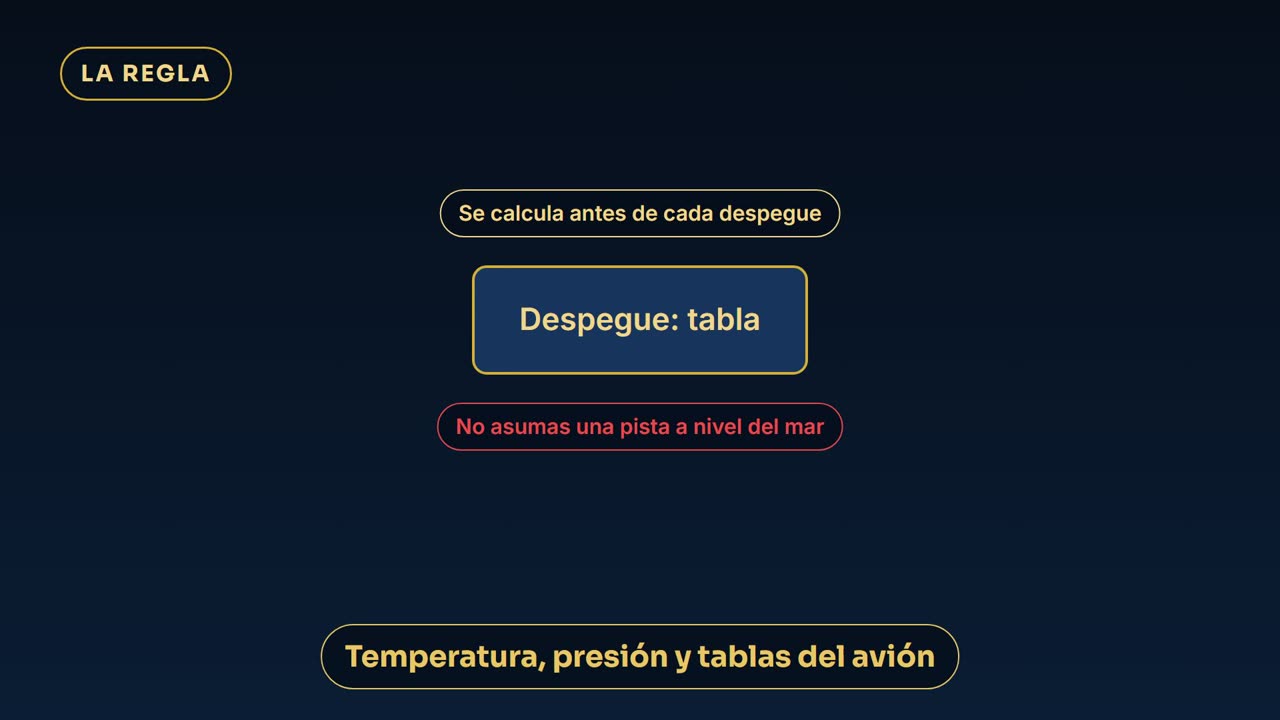 LA REGLA
Se calcula antes de cada despegue
Despegue: tabla
No asumas una pista a nivel del mar
Temperatura, presión y tablas del avión